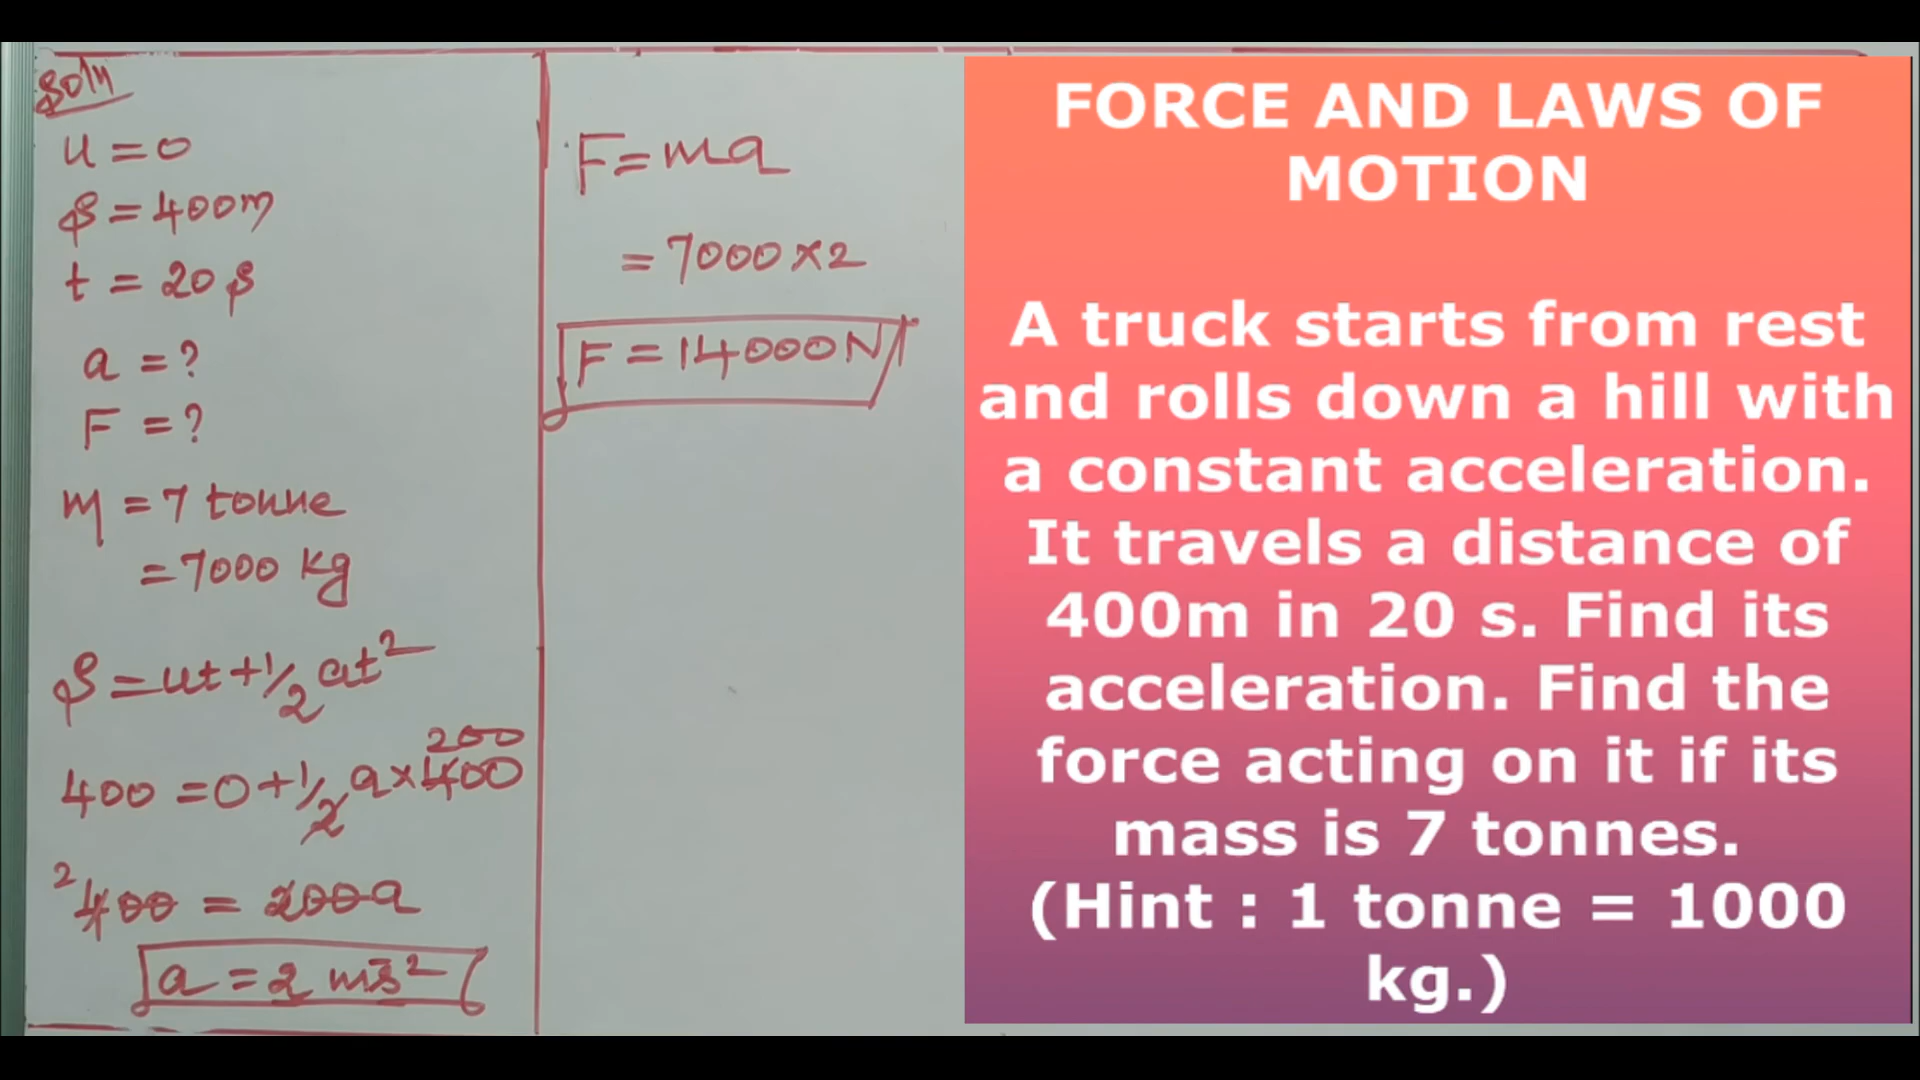 Soln
u = 0
S = 400m
t = 20 s
a = ?
F = ?
m = 7 tonne
= 7000 kg
S = ut + 1/2 at²
200
400 = 0 + 1/2 a × 400
2
400 = 200a
a = 2 ms⁻²
F = ma
= 7000 × 2
F = 14000N
FORCE AND LAWS OF
MOTION
A truck starts from rest
and rolls down a hill with
a constant acceleration.
It travels a distance of
400m in 20 s. Find its
acceleration. Find the
force acting on it if its
mass is 7 tonnes.
(Hint : 1 tonne = 1000
kg.)